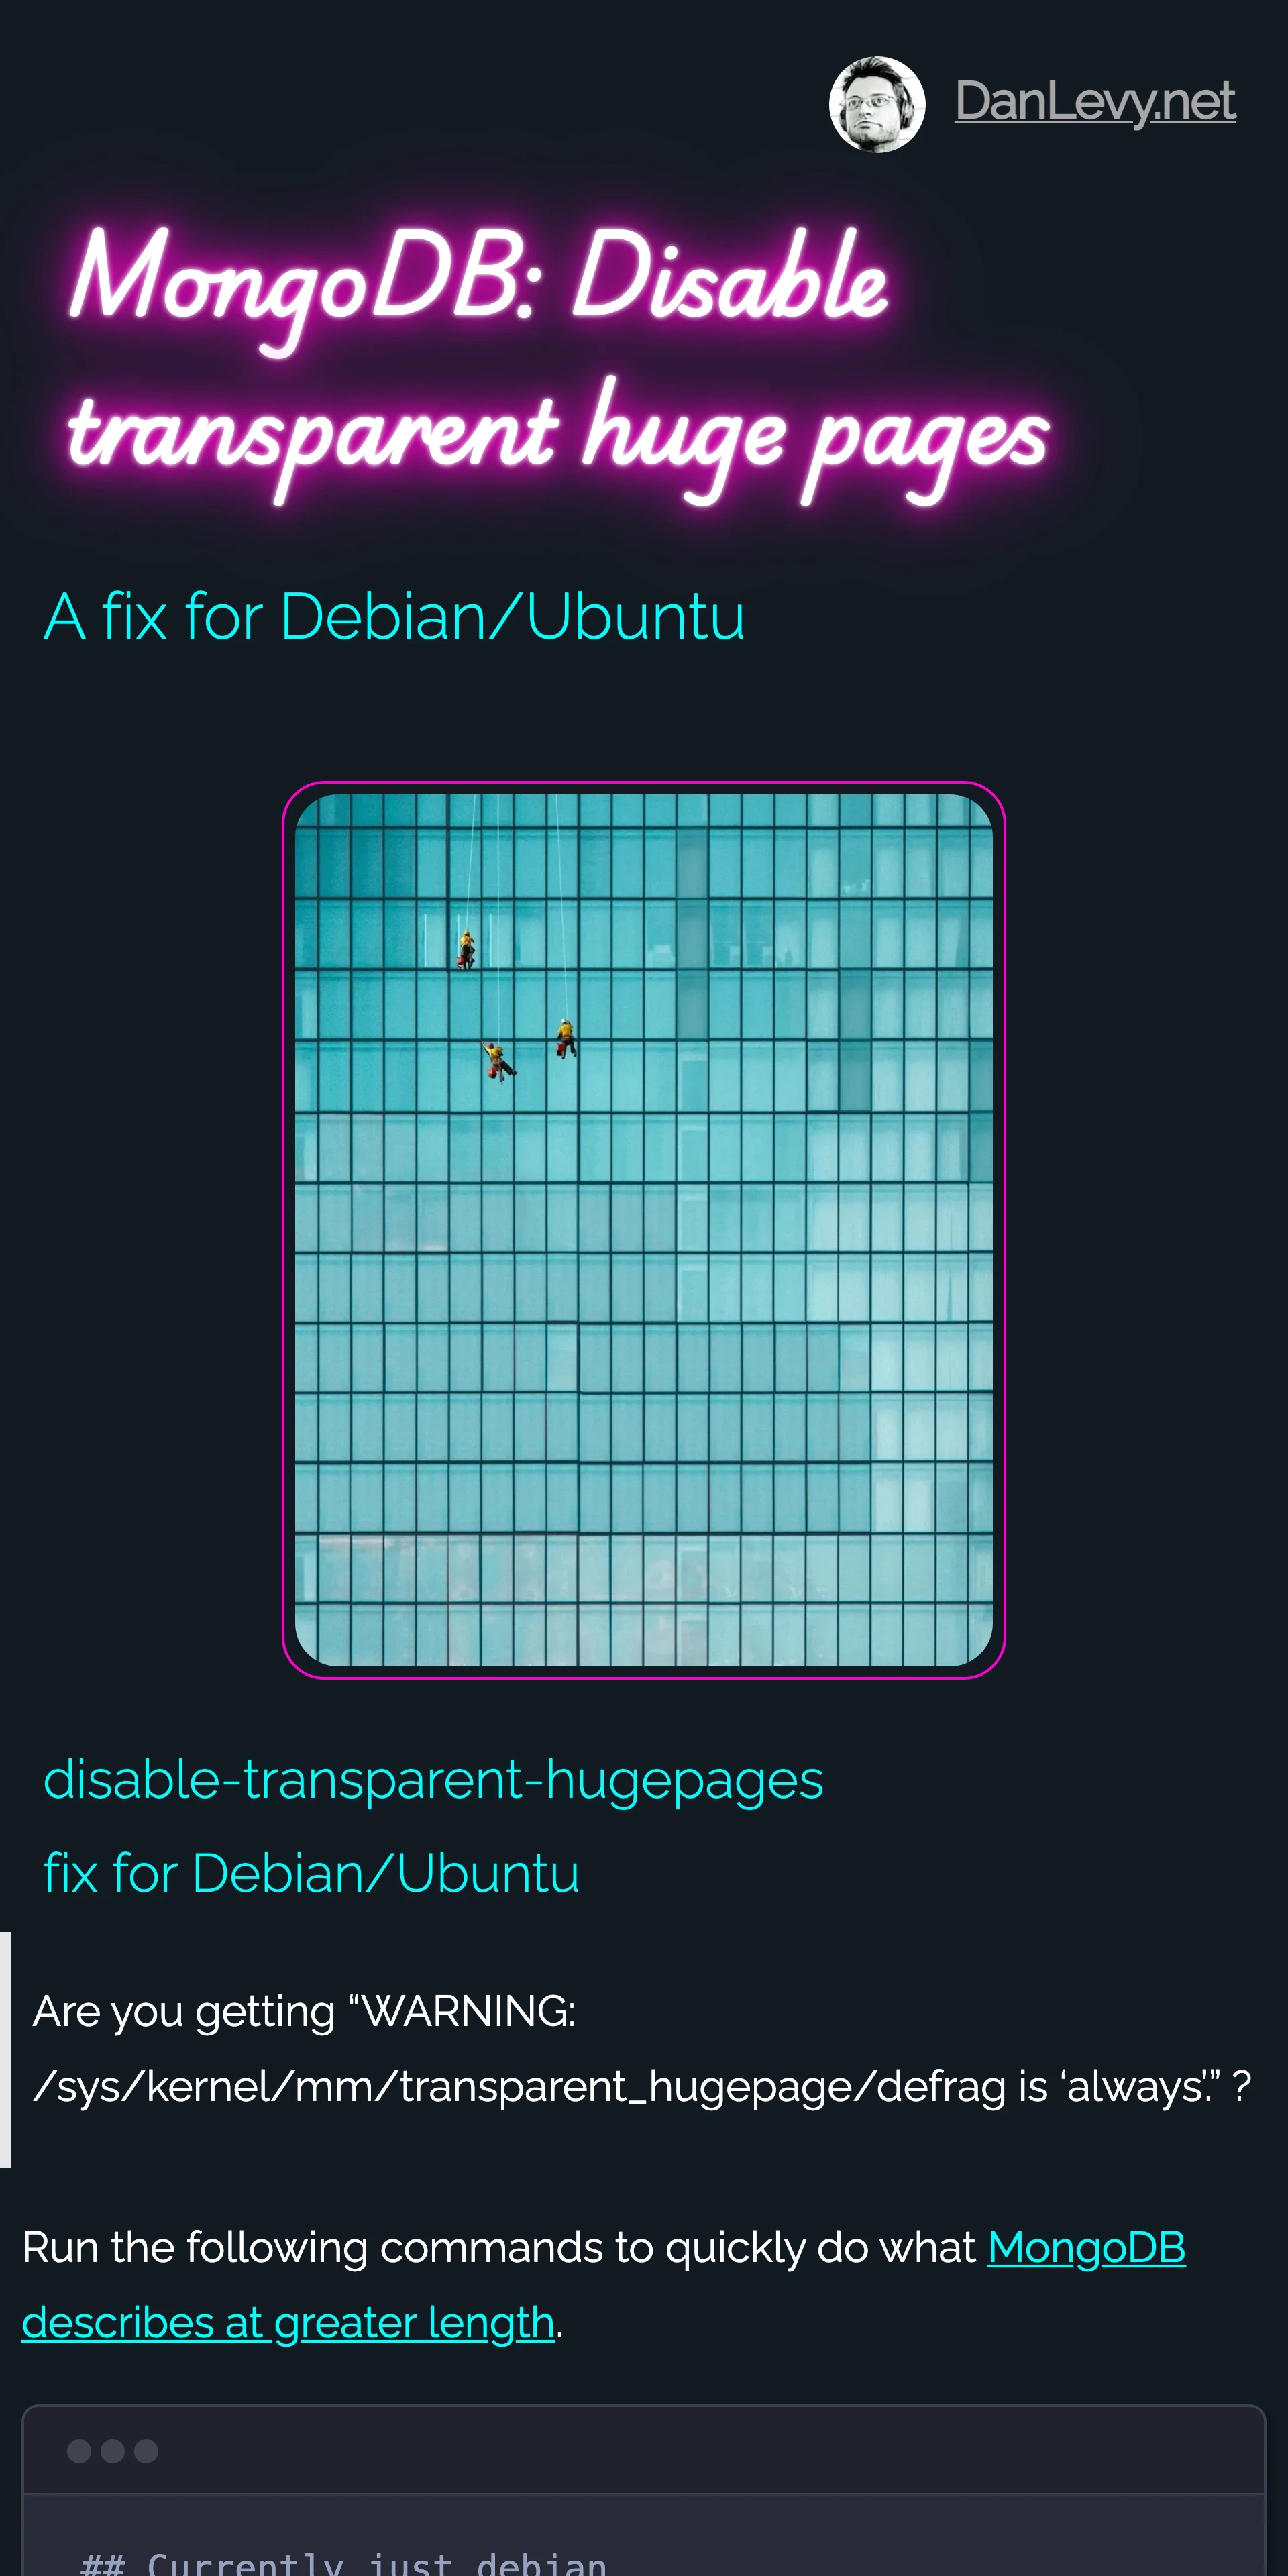 DanLevy.net
MongoDB: Disable
transparent huge pages
A fix for Debian/Ubuntu
disable-transparent-hugepages
fix for Debian/Ubuntu
Are you getting “WARNING:
/sys/kernel/mm/transparent_hugepage/defrag is ‘always’.” ?
Run the following commands to quickly do what MongoDB
describes at greater length.
## Currently just debian